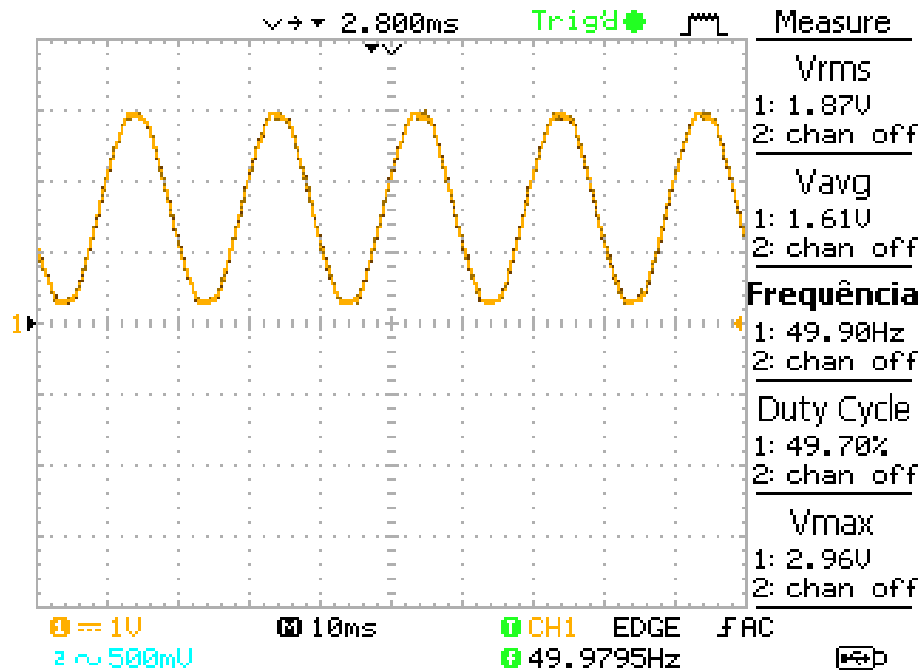 2.800ms Trig'd Measure
Vrms
1: 1.87V
2: chan off
Vavg
1: 1.61V
2: chan off
Frequência
1: 49.90Hz
2: chan off
Duty Cycle
1: 49.70%
2: chan off
Vmax
1: 2.96V
2: chan off
1
1 1V M 10ms T CH1 EDGE AC
2 500mV f 49.9795Hz